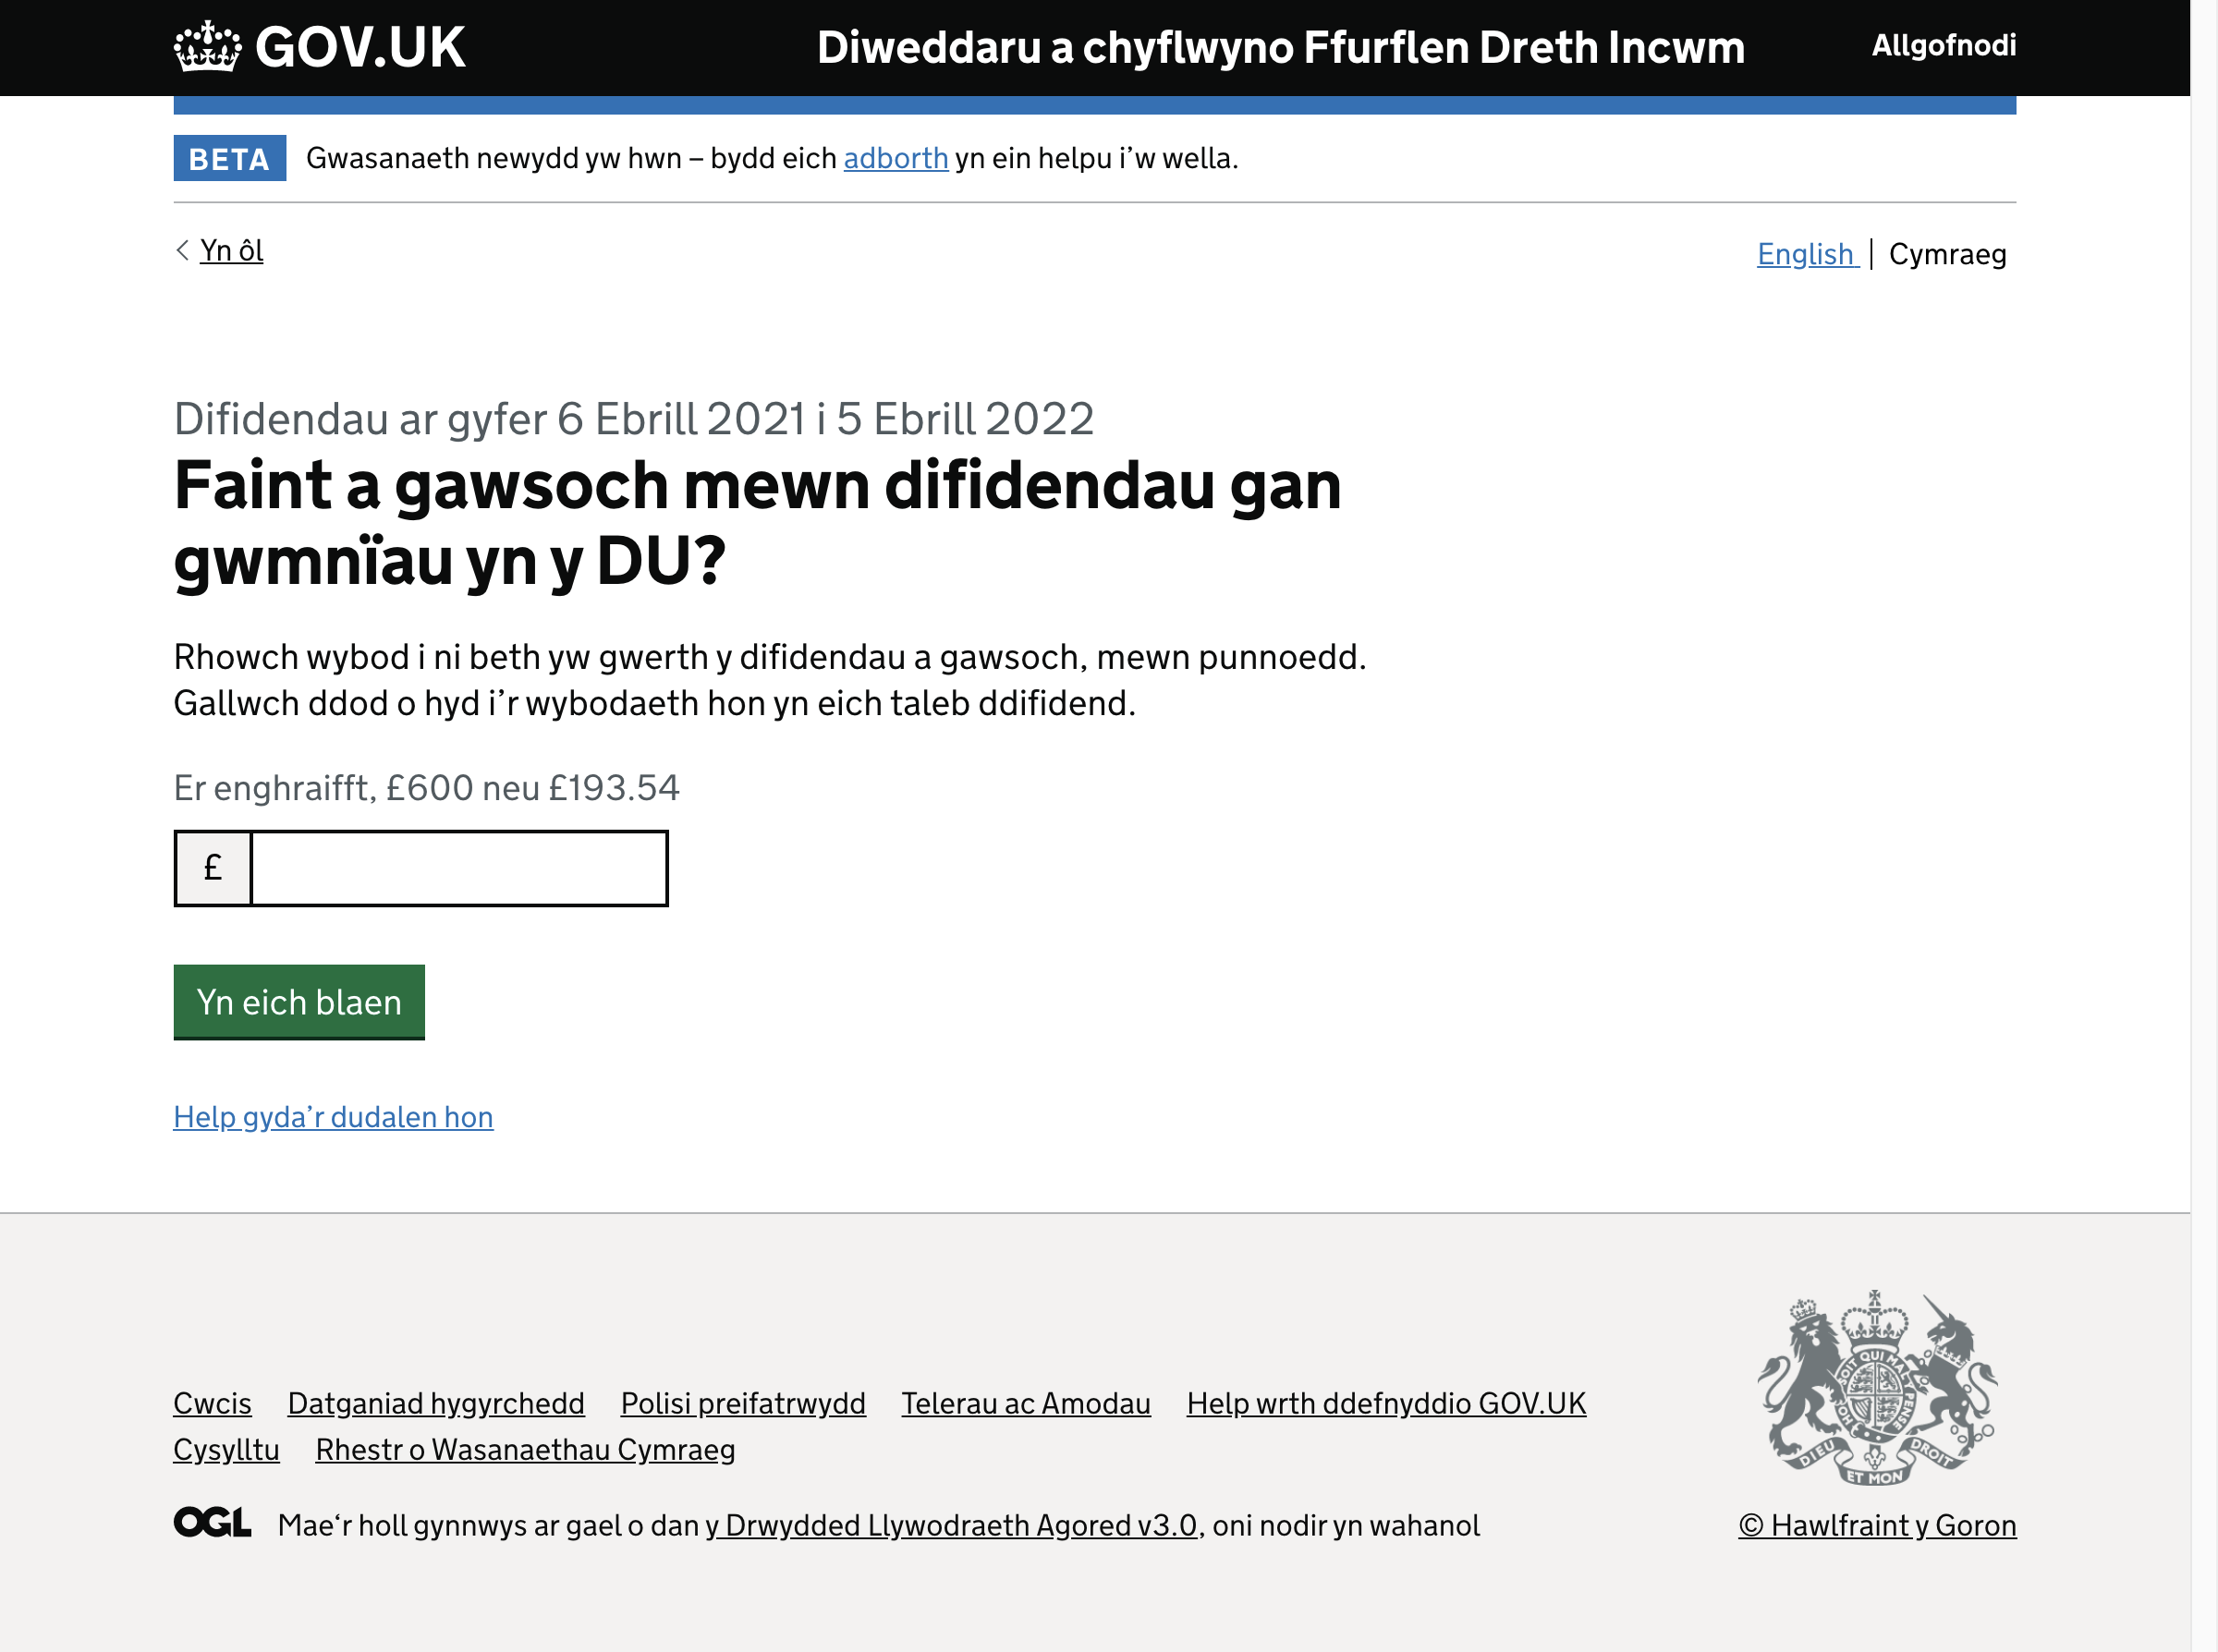 GOV.UK Diweddaru a chyflwyno Ffurflen Dreth Incwm Allgofnodi
BETA Gwasanaeth newydd yw hwn – bydd eich adborth yn ein helpu i’w wella.
Yn ôl English Cymraeg
Difidendau ar gyfer 6 Ebrill 2021 i 5 Ebrill 2022
Faint a gawsoch mewn difidendau gan
gwmnïau yn y DU?
Rhowch wybod i ni beth yw gwerth y difidendau a gawsoch, mewn punnoedd.
Gallwch ddod o hyd i’r wybodaeth hon yn eich taleb ddifidend.
Er enghraifft, £600 neu £193.54
£
Yn eich blaen
Help gyda’r dudalen hon
Cwcis Datganiad hygyrchedd Polisi preifatrwydd Telerau ac Amodau Help wrth ddefnyddio GOV.UK
Cysylltu Rhestr o Wasanaethau Cymraeg
DIEU ET MON DROIT
OGL Mae‘r holl gynnwys ar gael o dan y Drwydded Llywodraeth Agored v3.0, oni nodir yn wahanol
© Hawlfraint y Goron